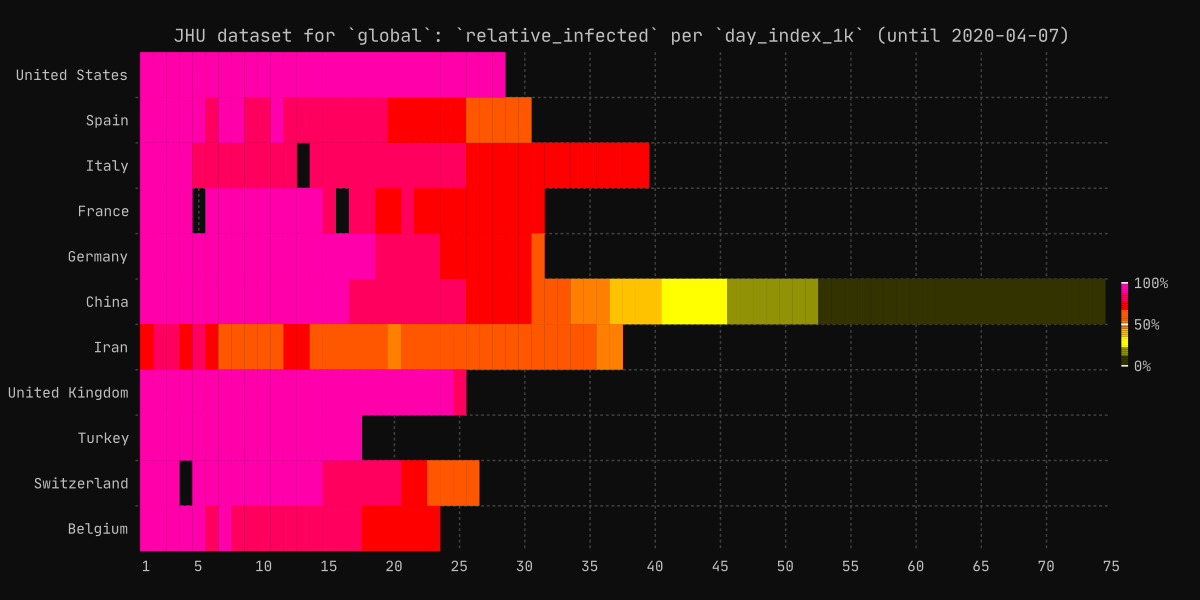 JHU dataset for `global`: `relative_infected` per `day_index_1k` (until 2020-04-07)
United States
Spain
Italy
France
Germany
China
Iran
United Kingdom
Turkey
Switzerland
Belgium
100%
50%
0%
1 5 10 15 20 25 30 35 40 45 50 55 60 65 70 75